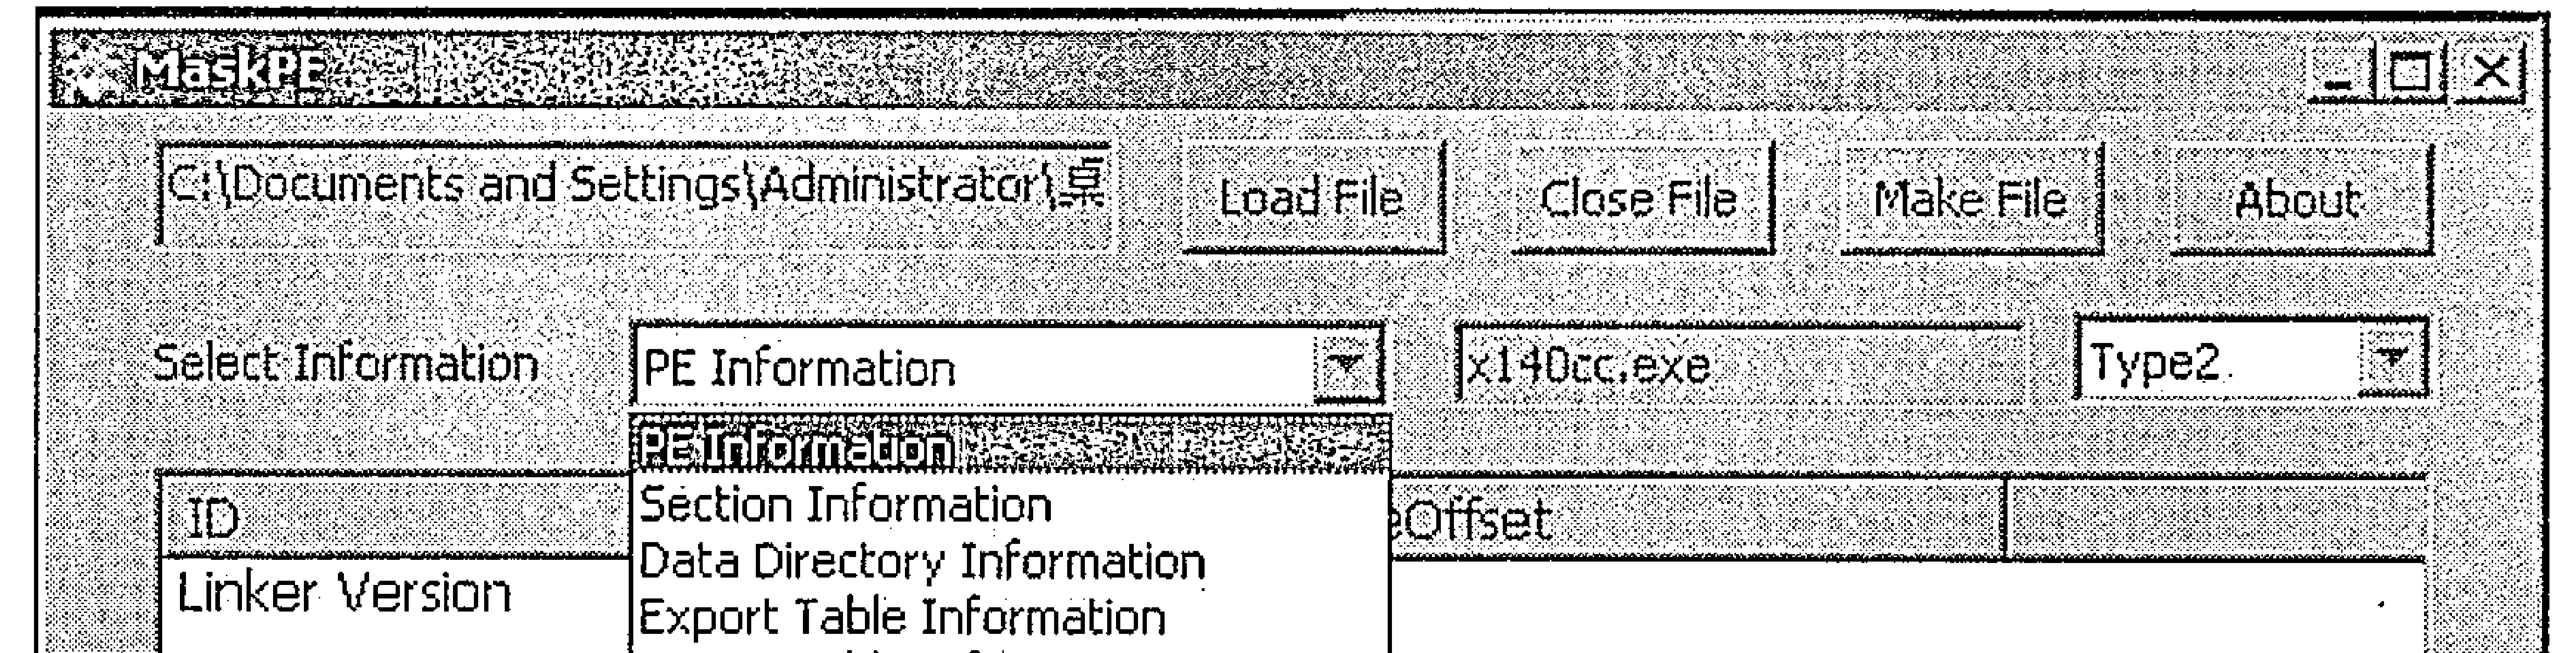 MaskPE
C:\Documents and Settings\Administrator\桌
Load File
Close File
Make File
About
Select Information
PE Information
x140cc.exe
Type2
PE Information
Section Information
ID
eOffset
Data Directory Information
Linker Version
Export Table Information